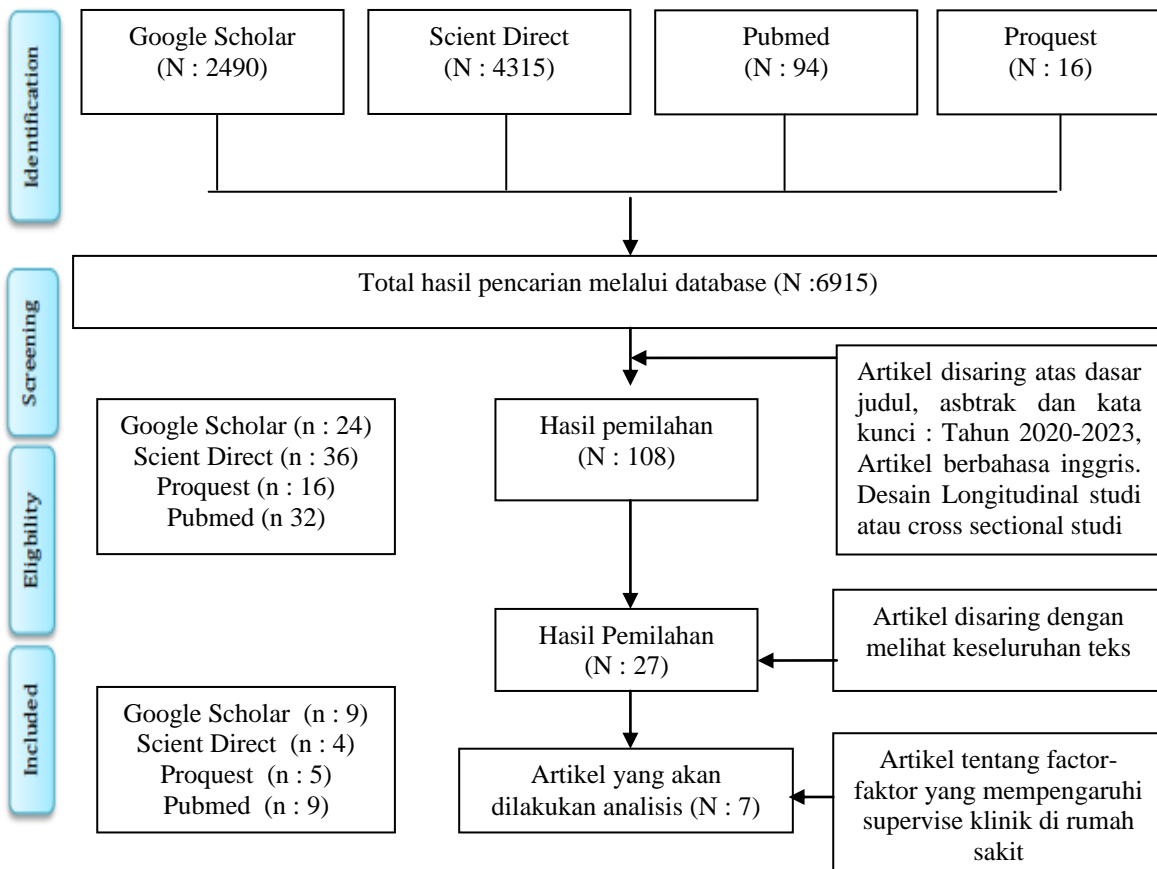 Identification
Google Scholar
(N : 2490)
Scient Direct
(N : 4315)
Pubmed
(N : 94)
Proquest
(N : 16)
Total hasil pencarian melalui database (N :6915)
Screening
Artikel disaring atas dasar
judul, asbtrak dan kata
kunci : Tahun 2020-2023,
Artikel berbahasa inggris.
Desain Longitudinal studi
atau cross sectional studi
Google Scholar (n : 24)
Scient Direct (n : 36)
Proquest (n : 16)
Pubmed (n 32)
Hasil pemilahan
(N : 108)
Eligbility
Hasil Pemilahan
(N : 27)
Artikel disaring dengan
melihat keseluruhan teks
Included
Google Scholar (n : 9)
Scient Direct (n : 4)
Proquest (n : 5)
Pubmed (n : 9)
Artikel yang akan
dilakukan analisis (N : 7)
Artikel tentang factor-
faktor yang mempengaruhi
supervise klinik di rumah
sakit